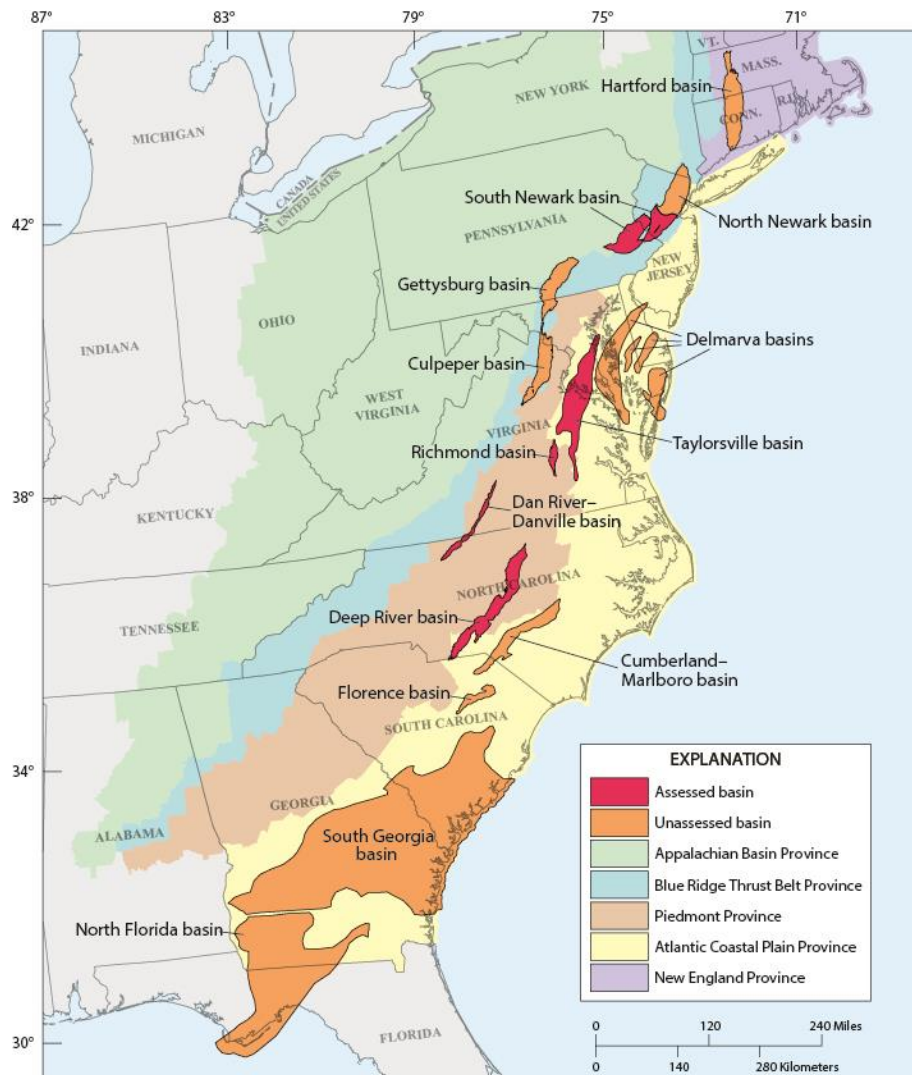 87°
83°
79°
75°
71°
VT.
MASS.
Hartford basin
NEW YORK
CONN.
R.I.
MICHIGAN
CANADA
UNITED STATES
South Newark basin
PENNSYLVANIA
42°
North Newark basin
NEW
JERSEY
Gettysburg basin
OHIO
Delmarva basins
INDIANA
Culpeper basin
WEST
VIRGINIA
VIRGINIA
Taylorsville basin
Richmond basin
38°
Dan River–
Danville basin
KENTUCKY
NORTH CAROLINA
Deep River basin
TENNESSEE
Cumberland–
Marlboro basin
Florence basin
SOUTH CAROLINA
34°
GEORGIA
ALABAMA
South Georgia
basin
North Florida basin
30°
FLORIDA
EXPLANATION
Assessed basin
Unassessed basin
Appalachian Basin Province
Blue Ridge Thrust Belt Province
Piedmont Province
Atlantic Coastal Plain Province
New England Province
0 120 240 Miles
0 140 280 Kilometers